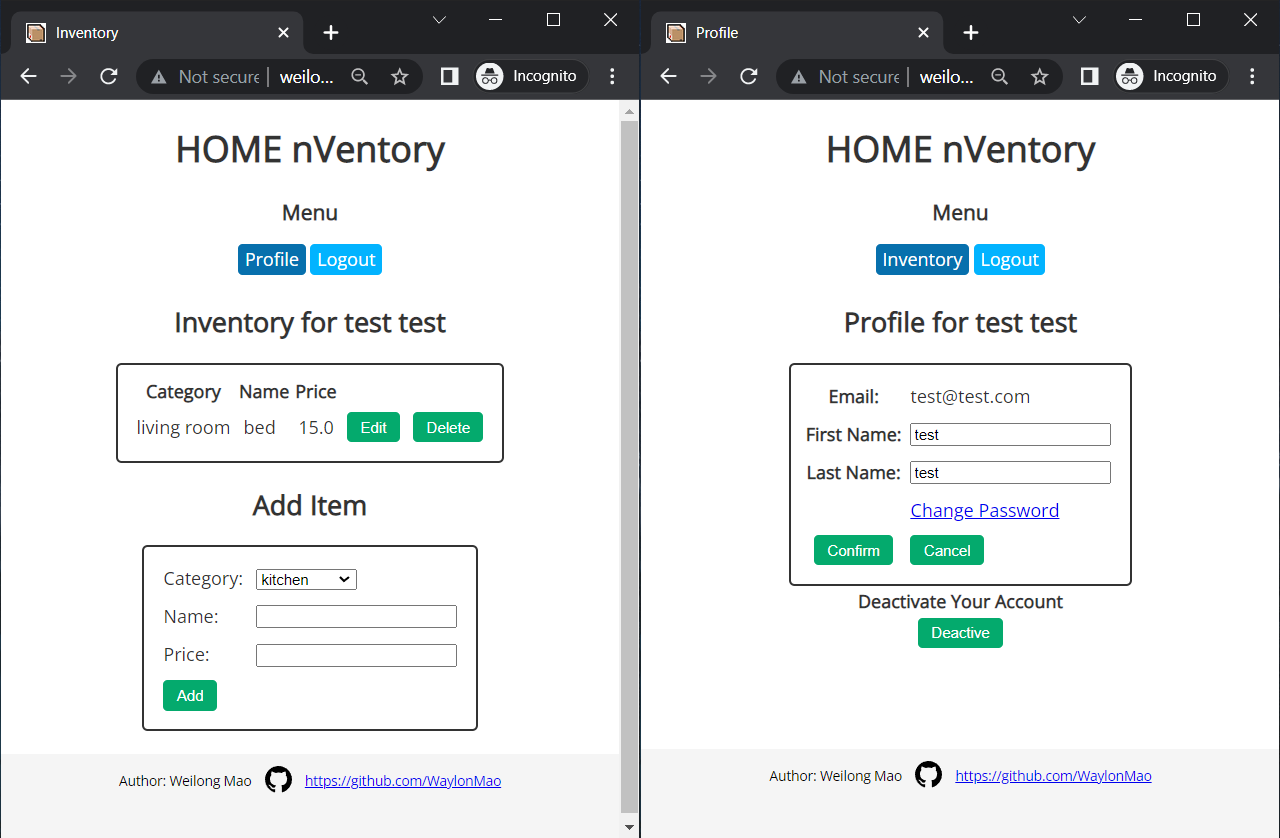 Inventory
Not secure weilo... Incognito
HOME nVentory
Menu
Profile Logout
Inventory for test test
Category Name Price
living room bed 15.0 Edit Delete
Add Item
Category: kitchen
Name:
Price:
Add
Author: Weilong Mao https://github.com/WaylonMao
Profile
Not secure weilo... Incognito
HOME nVentory
Menu
Inventory Logout
Profile for test test
Email: test@test.com
First Name: test
Last Name: test
Change Password
Confirm Cancel
Deactivate Your Account
Deactive
Author: Weilong Mao https://github.com/WaylonMao